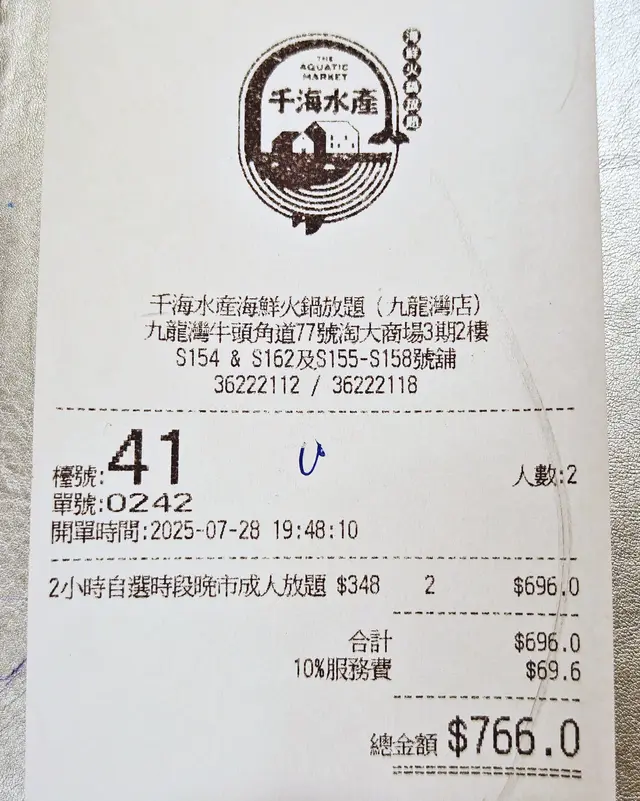 THE
AQUATIC
MARKET
千海水產
海鮮火鍋放題
千海水產海鮮火鍋放題（九龍灣店）
九龍灣牛頭角道77號淘大商場3期2樓
S154 & S162及S155-S158號舖
36222112 / 36222118
檯號:41
人數:2
單號:0242
開單時間:2025-07-28 19:48:10
2小時自選時段晚市成人放題 $348 2 $696.0
合計 $696.0
10%服務費 $69.6
總金額 $766.0